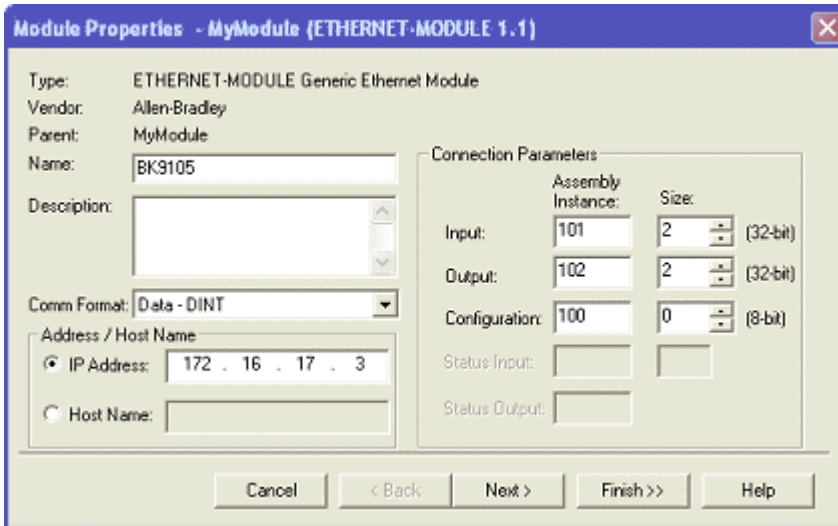 Module Properties - MyModule (ETHERNET-MODULE 1.1)
Type: ETHERNET-MODULE Generic Ethernet Module
Vendor: Allen-Bradley
Parent: MyModule
Name: BK9105
Description:
Comm Format: Data - DINT
Address / Host Name
IP Address: 172 . 16 . 17 . 3
Host Name:
Connection Parameters
Assembly Instance: Size:
Input: 101 2 (32-bit)
Output: 102 2 (32-bit)
Configuration: 100 0 (8-bit)
Status Input:
Status Output:
Cancel < Back Next > Finish >> Help